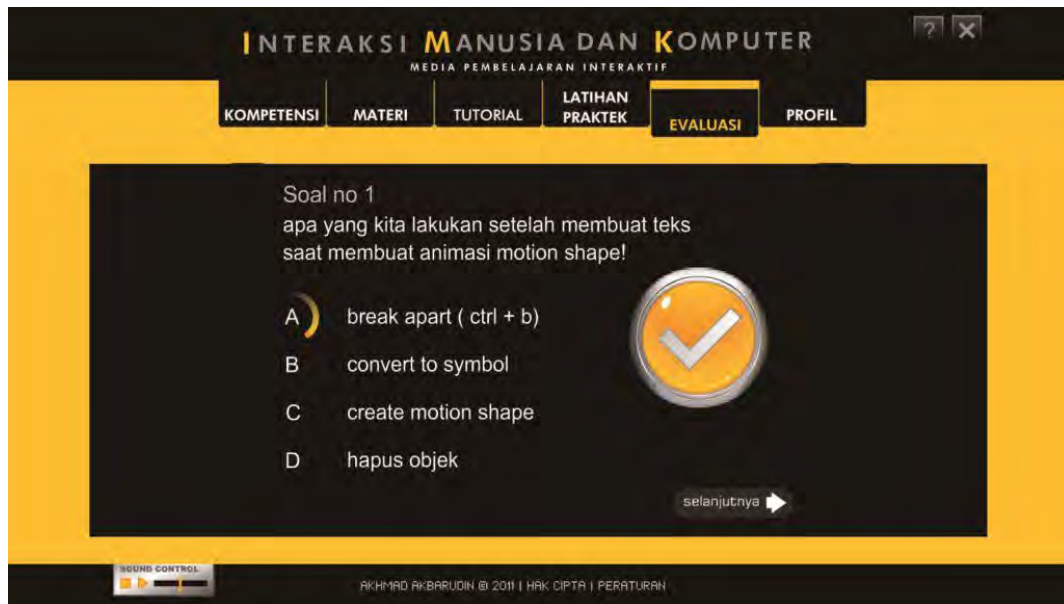 INTERAKSI MANUSIA DAN KOMPUTER
MEDIA PEMBELAJARAN INTERAKTIF
?
KOMPETENSI
MATERI
TUTORIAL
LATIHAN
PRAKTEK
EVALUASI
PROFIL
Soal no 1
apa yang kita lakukan setelah membuat teks
saat membuat animasi motion shape!
A break apart ( ctrl + b)
B convert to symbol
C create motion shape
D hapus objek
selanjutnya
SOUND CONTROL
AKHMAD AKBARUDIN © 2011 | HAK CIPTA | PERATURAN